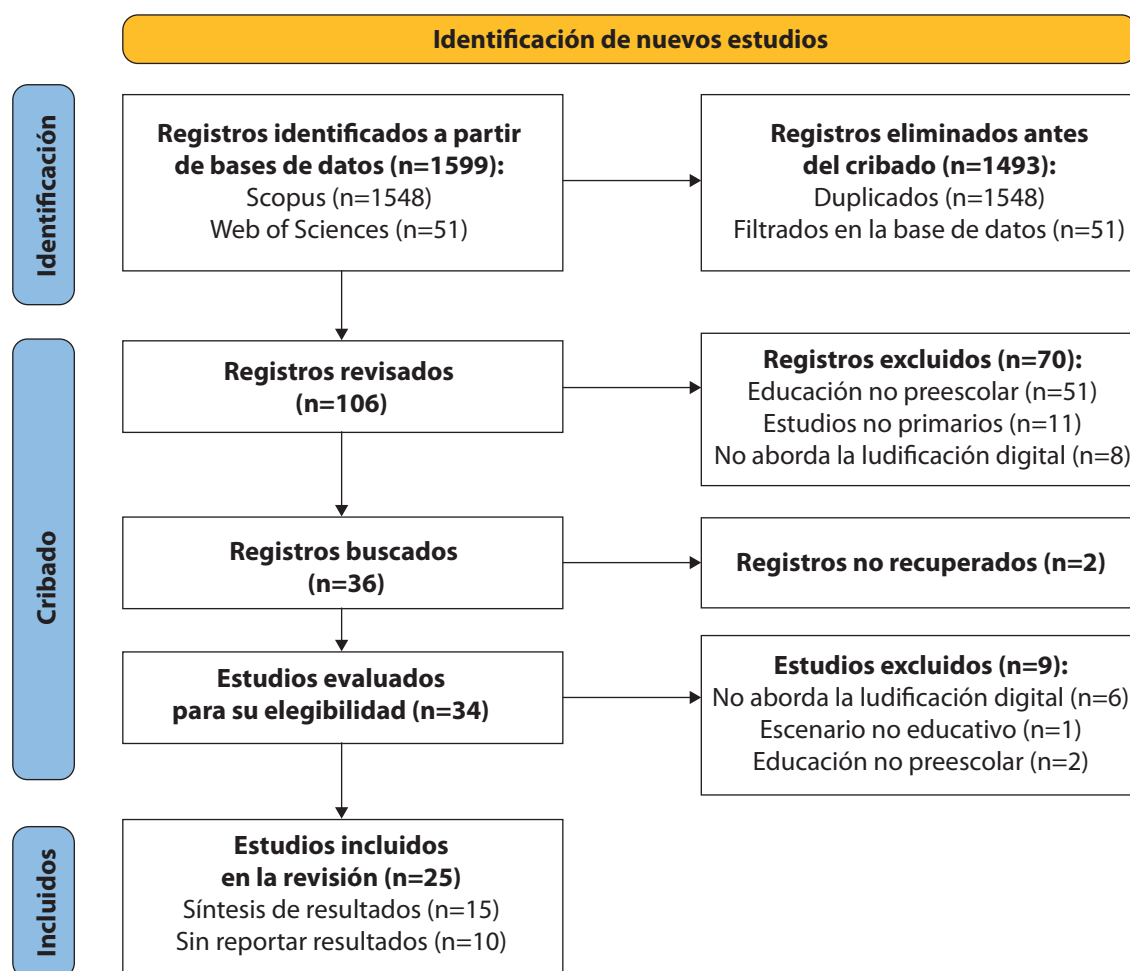 Identificación de nuevos estudios
Identificación
Registros identificados a partir
de bases de datos (n=1599):
Scopus (n=1548)
Web of Sciences (n=51)
Registros eliminados antes
del cribado (n=1493):
Duplicados (n=1548)
Filtrados en la base de datos (n=51)
Cribado
Registros revisados
(n=106)
Registros excluidos (n=70):
Educación no preescolar (n=51)
Estudios no primarios (n=11)
No aborda la ludificación digital (n=8)
Registros buscados
(n=36)
Registros no recuperados (n=2)
Estudios evaluados
para su elegibilidad (n=34)
Estudios excluidos (n=9):
No aborda la ludificación digital (n=6)
Escenario no educativo (n=1)
Educación no preescolar (n=2)
Incluidos
Estudios incluidos
en la revisión (n=25)
Síntesis de resultados (n=15)
Sin reportar resultados (n=10)